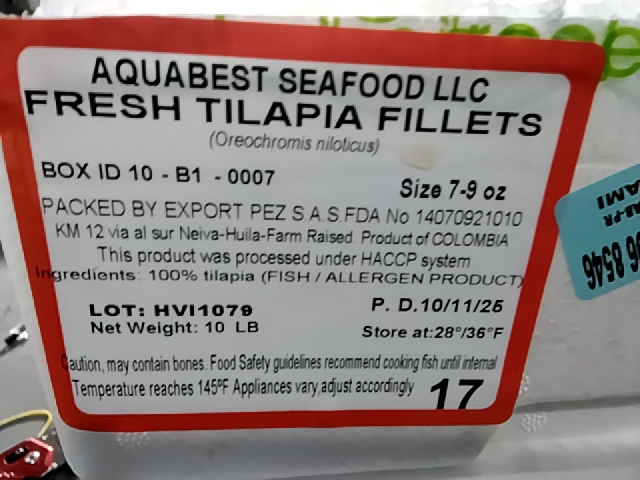 AQUABEST SEAFOOD LLC
FRESH TILAPIA FILLETS
(Oreochromis niloticus)
BOX ID 10 - B1 - 0007
Size 7-9 oz
PACKED BY EXPORT PEZ S.A.S.FDA No 14070921010
KM 12 via al sur Neiva-Huila-Farm Raised. Product of COLOMBIA
This product was processed under HACCP system
Ingredients: 100% tilapia (FISH / ALLERGEN PRODUCT)
LOT: HVI1079
P. D.10/11/25
Net Weight: 10 LB
Store at:28°/36°F
Caution, may contain bones. Food Safety guidelines recommend cooking fish until internal
Temperature reaches 145ºF Appliances vary,adjust accordingly
17
8546